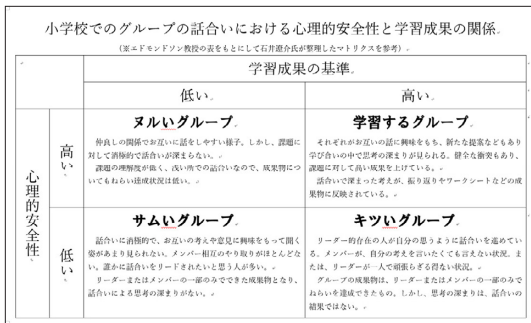 小学校でのグループの話合いにおける心理的安全性と学習成果の関係
(※エドモンドソン教授の表をもとにして石井遼介氏が整理したマトリクスを参考)
学習成果の基準
低い
高い
心理的安全性
高い
ヌルいグループ
仲良しの関係でお互いに話をしやすい様子。しかし、課題に
対して消極的で話合いが深まらない。
課題の理解度が低く、浅い所での話合いなので、成果物につ
いてもねらい達成状況は低い。
学習するグループ
それぞれがお互いの話に興味をもち、新たな提案などもあり
学び合いの中で思考の深まりが見られる。健全な衝突もあり、
課題に対して高い成果を上げている。
話合いで深まった考えが、振り返りやワークシートなどの成
果物に反映されている。
低い
サムいグループ
話合いに消極的で、お互いの考えや意見に興味をもって聞く
姿があまり見られない。メンバー相互のやり取りがほとんどな
い。誰かに話合いをリードされたいと思う人が多い。
リーダーまたはメンバーの一部のみでできた成果物となり、
話合いによる思考の深まりがない。
キツいグループ
リーダー的存在の人が自分の思うように話合いを進めてい
る。メンバーが、自分の考えを言いたくても言えない状況。ま
たは、リーダーが一人で頑張らざる得ない状況。
グループの成果物は、リーダーまたはメンバーの一部のみで
ねらいを達成できたもの。しかし、思考の深まりは、話合いの
結果ではない。